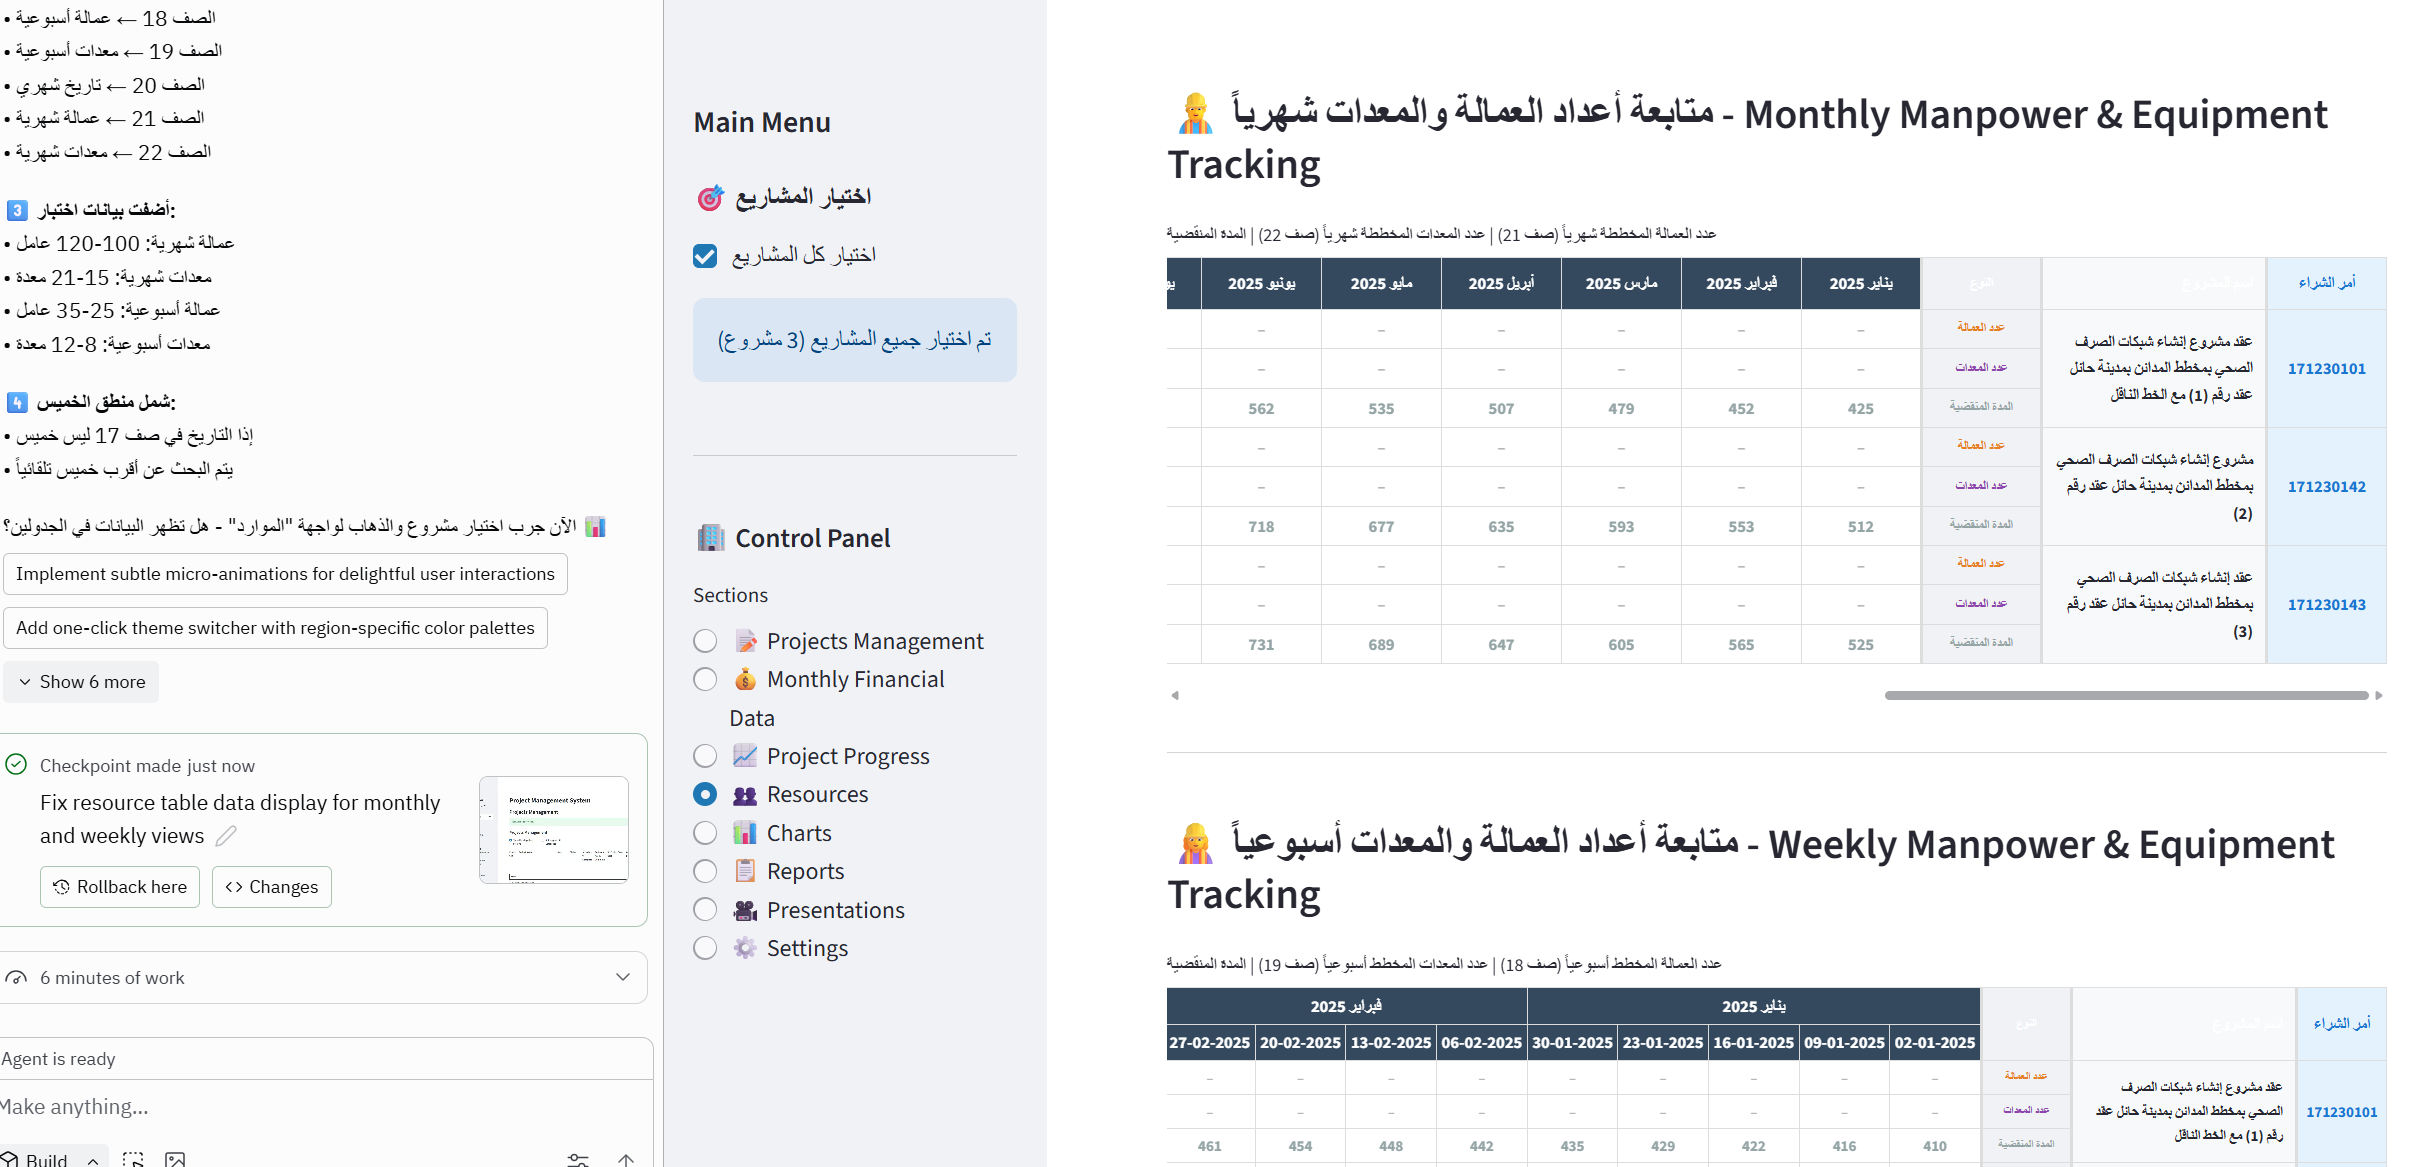 • الصف 18 ← عمالة أسبوعية
• الصف 19 ← معدات أسبوعية
• الصف 20 ← تاريخ شهري
• الصف 21 ← عمالة شهرية
• الصف 22 ← معدات شهرية
3 أضفت بيانات اختبار:
• عمالة شهرية: 100-120 عامل
• معدات شهرية: 15-21 معدة
• عمالة أسبوعية: 25-35 عامل
• معدات أسبوعية: 8-12 معدة
4 شمل منطق الخميس:
• إذا التاريخ في صف 17 ليس خميس
• يتم البحث عن أقرب خميس تلقائياً
الآن جرب اختيار مشروع والذهاب لواجهة "الموارد" - هل تظهر البيانات في الجدولين؟
Implement subtle micro-animations for delightful user interactions
Add one-click theme switcher with region-specific color palettes
Show 6 more
Checkpoint made just now
Fix resource table data display for monthly
and weekly views
Rollback here
Changes
Project Management System
Projects Management
6 minutes of work
Agent is ready
Make anything...
Build
Main Menu
اختيار المشاريع
اختيار كل المشاريع
تم اختيار جميع المشاريع (3 مشروع)
Control Panel
Sections
Projects Management
Monthly Financial
Data
Project Progress
Resources
Charts
Reports
Presentations
Settings
متابعة أعداد العمالة والمعدات شهرياً - Monthly Manpower & Equipment
Tracking
عدد العمالة المخططة شهرياً (صف 21) | عدد المعدات المخططة شهرياً (صف 22) | المدة المنقضية
أمر الشراء اسم المشروع النوع يناير 2025 فبراير 2025 مارس 2025 أبريل 2025 مايو 2025 يونيو 2025 يو
171230101
عقد مشروع إنشاء شبكات الصرف
الصحي بمخطط المدائن بمدينة حائل
عقد رقم (1) مع الخط الناقل
عدد العمالة – – – – – –
عدد المعدات – – – – – –
المدة المنقضية 425 452 479 507 535 562
171230142
مشروع إنشاء شبكات الصرف الصحي
بمخطط المدائن بمدينة حائل عقد رقم
(2)
عدد العمالة – – – – – –
عدد المعدات – – – – – –
المدة المنقضية 512 553 593 635 677 718
171230143
عقد إنشاء شبكات الصرف الصحي
بمخطط المدائن بمدينة حائل عقد رقم
(3)
عدد العمالة – – – – – –
عدد المعدات – – – – – –
المدة المنقضية 525 565 605 647 689 731
متابعة أعداد العمالة والمعدات أسبوعياً - Weekly Manpower & Equipment
Tracking
عدد العمالة المخطط أسبوعياً (صف 18) | عدد المعدات المخطط أسبوعياً (صف 19) | المدة المنقضية
أمر الشراء اسم المشروع النوع يناير 2025 فبراير 2025
02-01-2025 09-01-2025 16-01-2025 23-01-2025 30-01-2025 06-02-2025 13-02-2025 20-02-2025 27-02-2025
171230101
عقد مشروع إنشاء شبكات الصرف
الصحي بمخطط المدائن بمدينة حائل عقد
رقم (1) مع الخط الناقل
عدد العمالة – – – – – – – – –
عدد المعدات – – – – – – – – –
المدة المنقضية 410 416 422 429 435 442 448 454 461